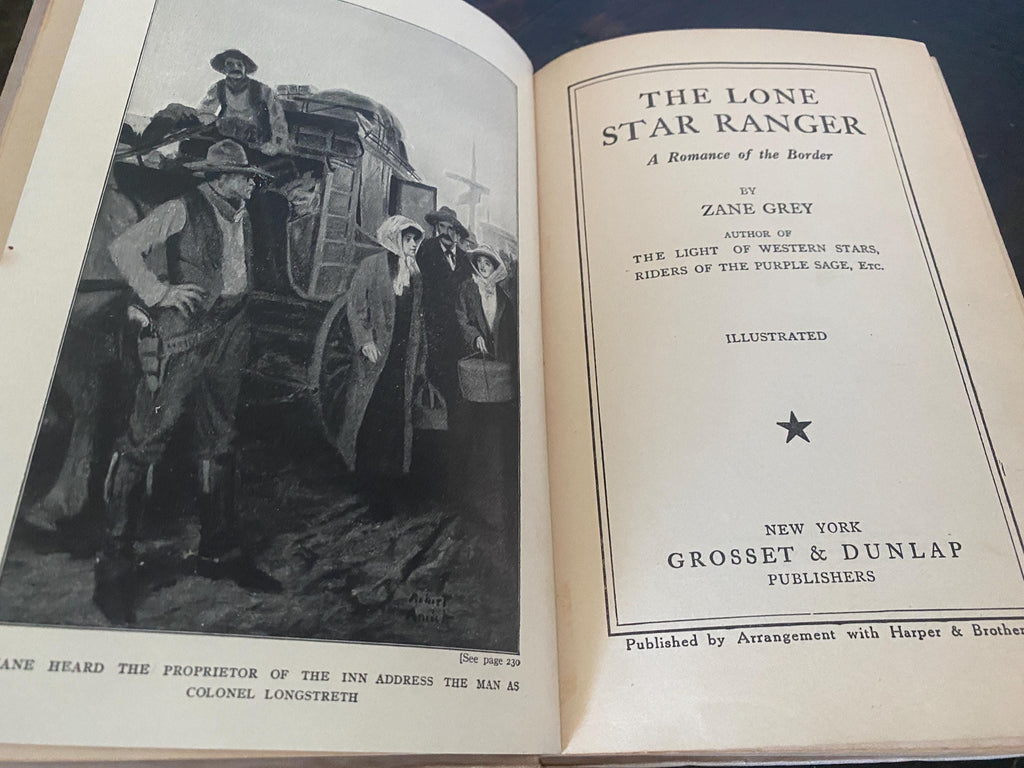 [See page 230
ANE HEARD THE PROPRIETOR OF THE INN ADDRESS THE MAN AS
COLONEL LONGSTRETH
THE LONE
STAR RANGER
A Romance of the Border
BY
ZANE GREY
AUTHOR OF
THE LIGHT OF WESTERN STARS,
RIDERS OF THE PURPLE SAGE, Etc.
ILLUSTRATED
NEW YORK
GROSSET & DUNLAP
PUBLISHERS
Published by Arrangement with Harper & Brother